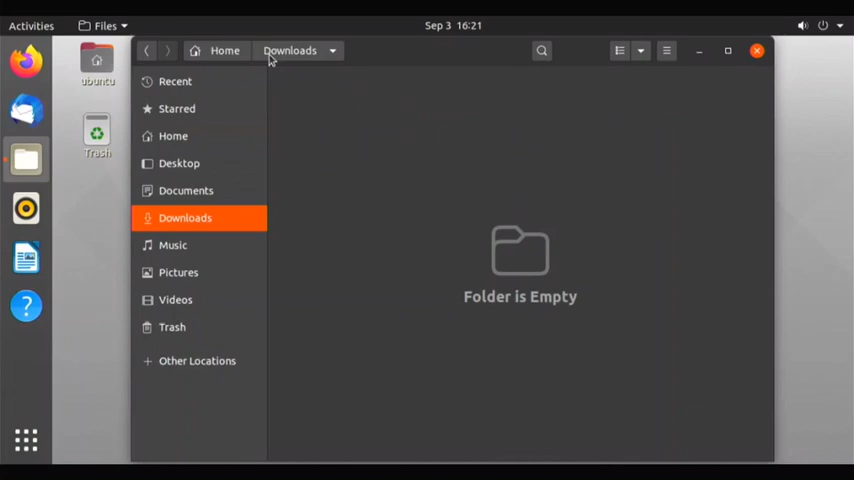 Activities Files Sep 3 16:21
Home Downloads
ubuntu
Trash
Recent
Starred
Home
Desktop
Documents
Downloads
Music
Pictures
Videos
Trash
Other Locations
Folder is Empty